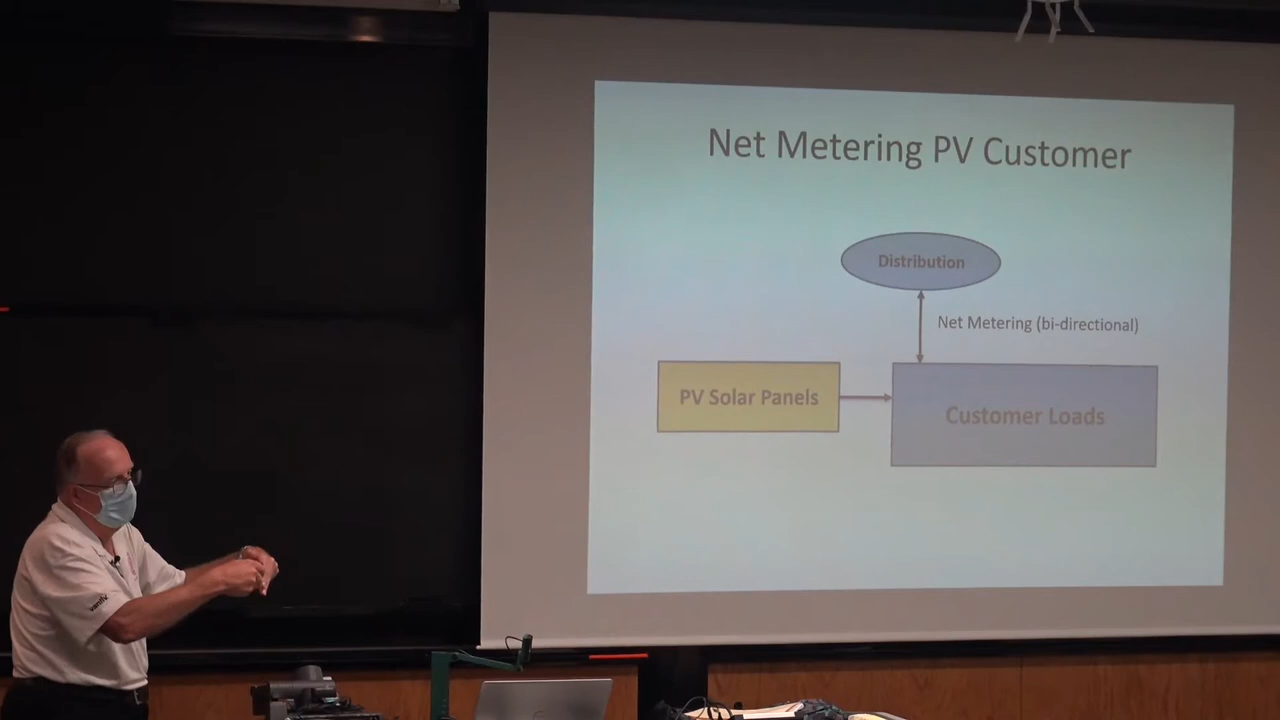 Net Metering PV Customer
Distribution
Net Metering (bi-directional)
PV Solar Panels
Customer Loads